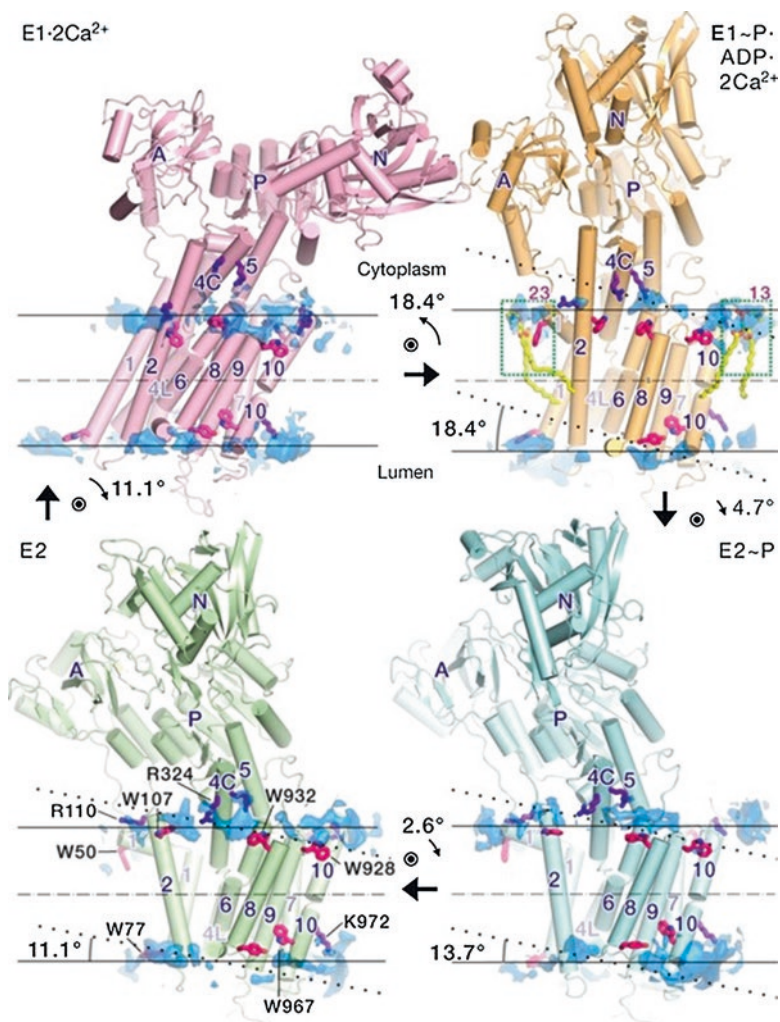 E1·2Ca²⁺
E1~P·
ADP·
2Ca²⁺
A
P
N
N
A
P
4C
5
Cytoplasm
18.4°
23
4C
5
13
1
2
4L
6
8
9
7
10
10
2
1
4L
6
8
9
7
10
10
18.4°
Lumen
11.1°
4.7°
E2
E2~P
N
A
P
N
A
P
R324
4C
5
W932
R110
W107
W50
1
1
2
6
8
9
7
10
4L
W928
K972
W77
11.1°
W967
2.6°
4C
5
1
1
2
4L
6
8
9
7
10
13.7°